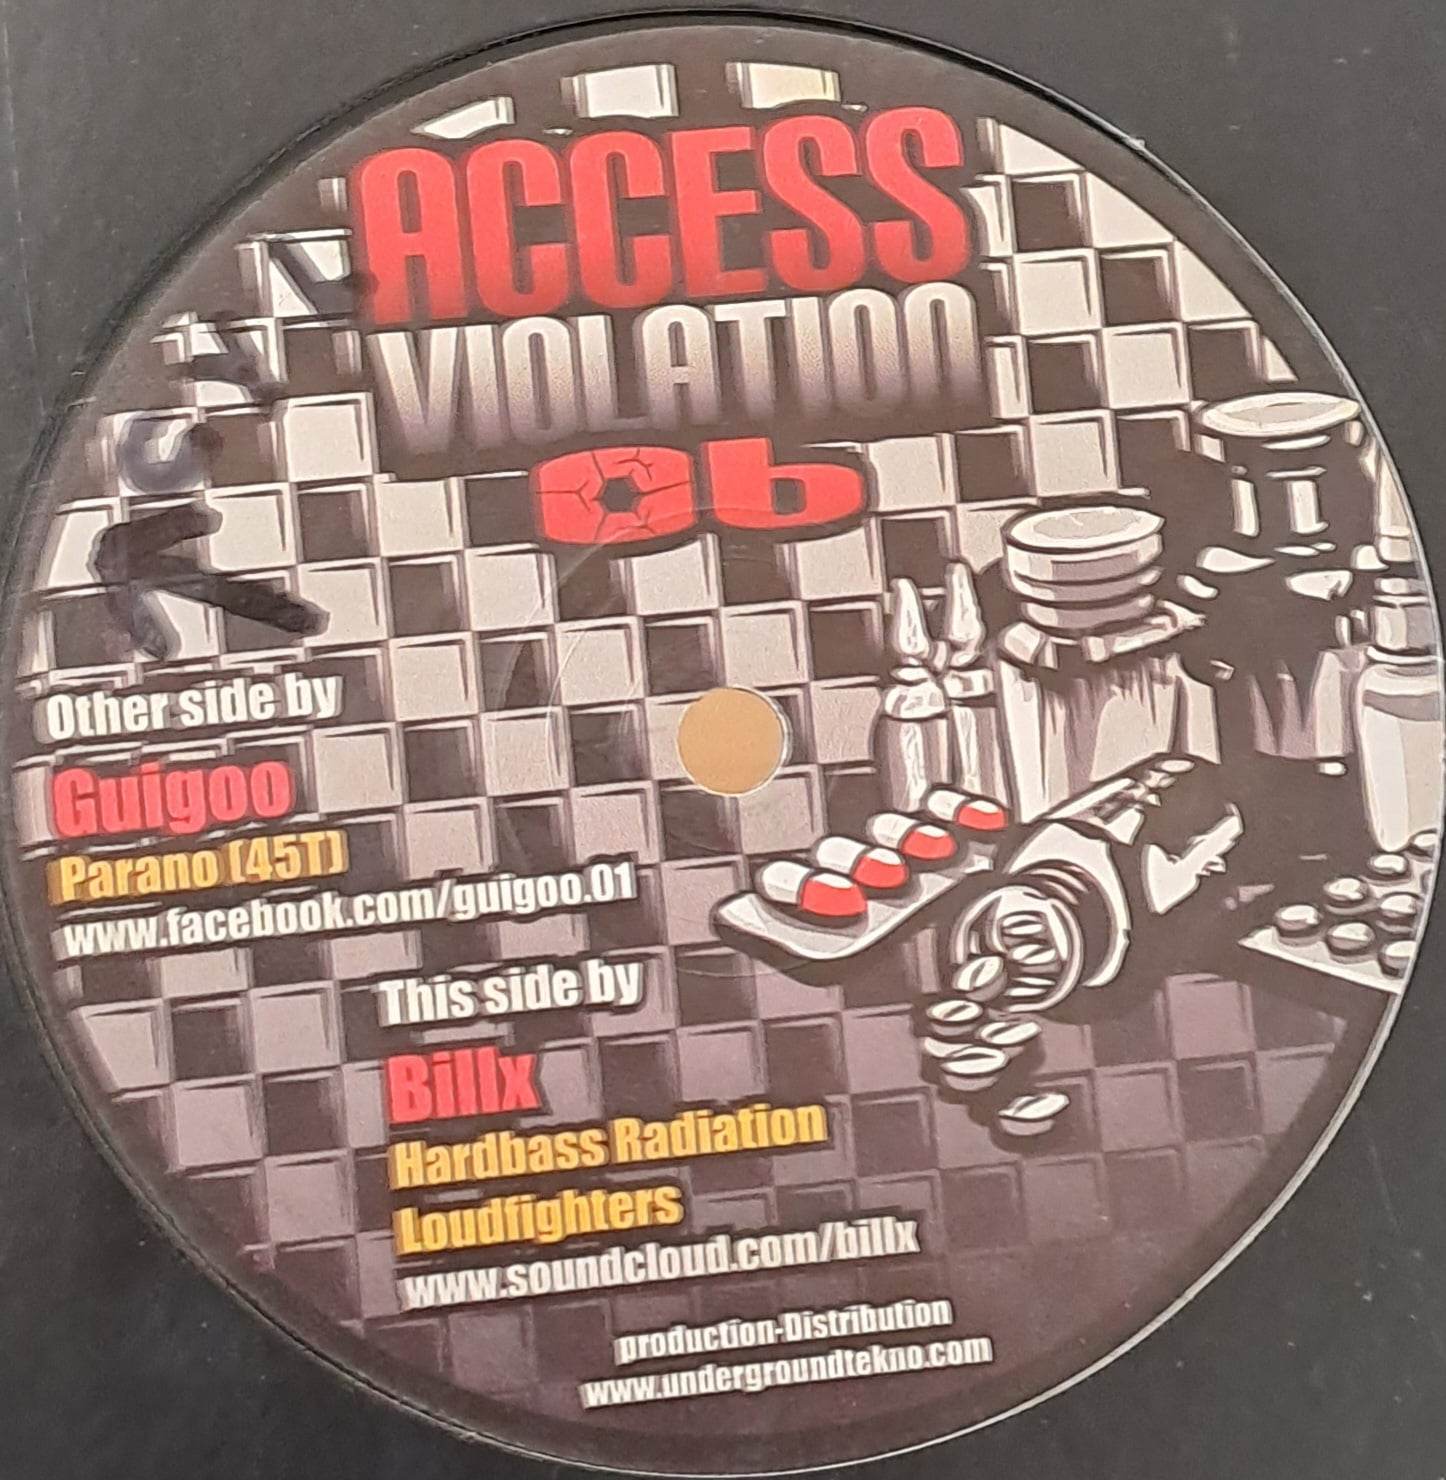 ACCESS
VIOLATION
06
Other side by
Guigoo
Parano (45T)
www.facebook.com/guigoo.01
This side by
Billx
Hardbass Radiation
Loudfighters
www.soundcloud.com/billx
production-Distribution
www.undergroundtekno.com